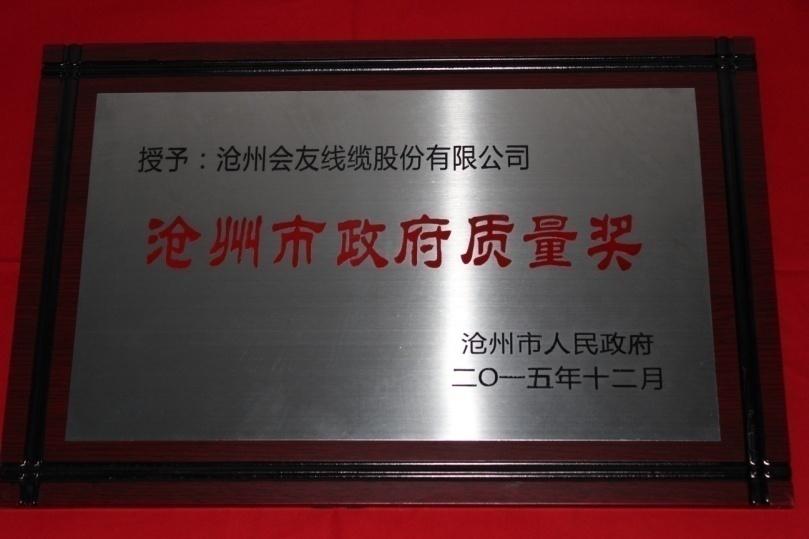 授予：沧州会友线缆股份有限公司
沧州市政府质量奖
沧州市人民政府
二〇一五年十二月